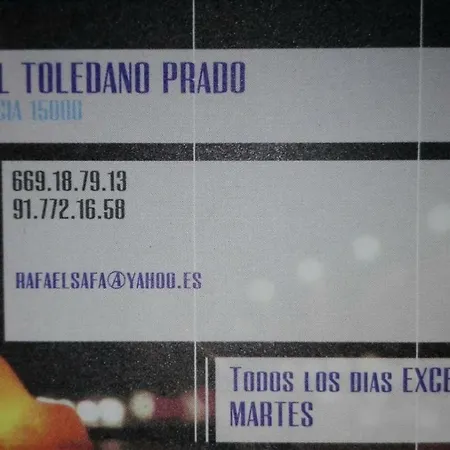 L TOLEDANO PRADO
CIA 15000
669.18.79.13
91.772.16.58
RAFAELSAFA@YAHOO.ES
TODOS LOS DIAS EXCE
MARTES